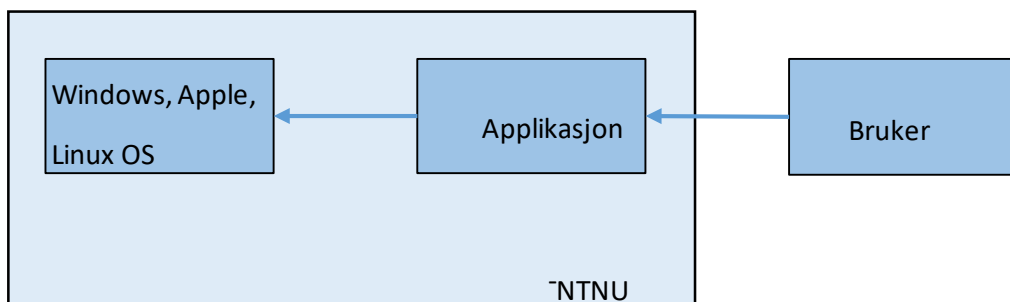 Windows, Apple,
Linux OS
Applikasjon
Bruker
¯NTNU